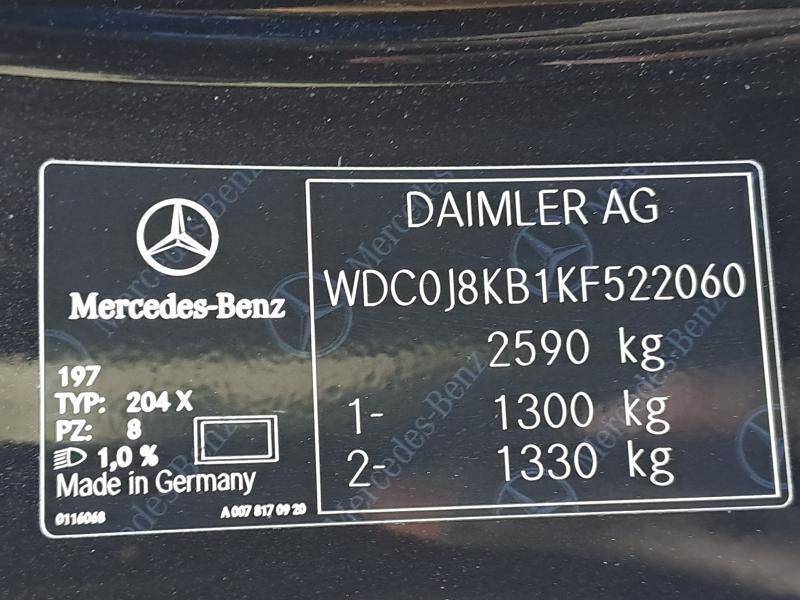 Mercedes-Benz
197
TYP: 204 X
PZ: 8
1,0 %
Made in Germany
0116068
A 007 817 09 20
DAIMLER AG
WDC0J8KB1KF522060
2590 kg
1- 1300 kg
2- 1330 kg